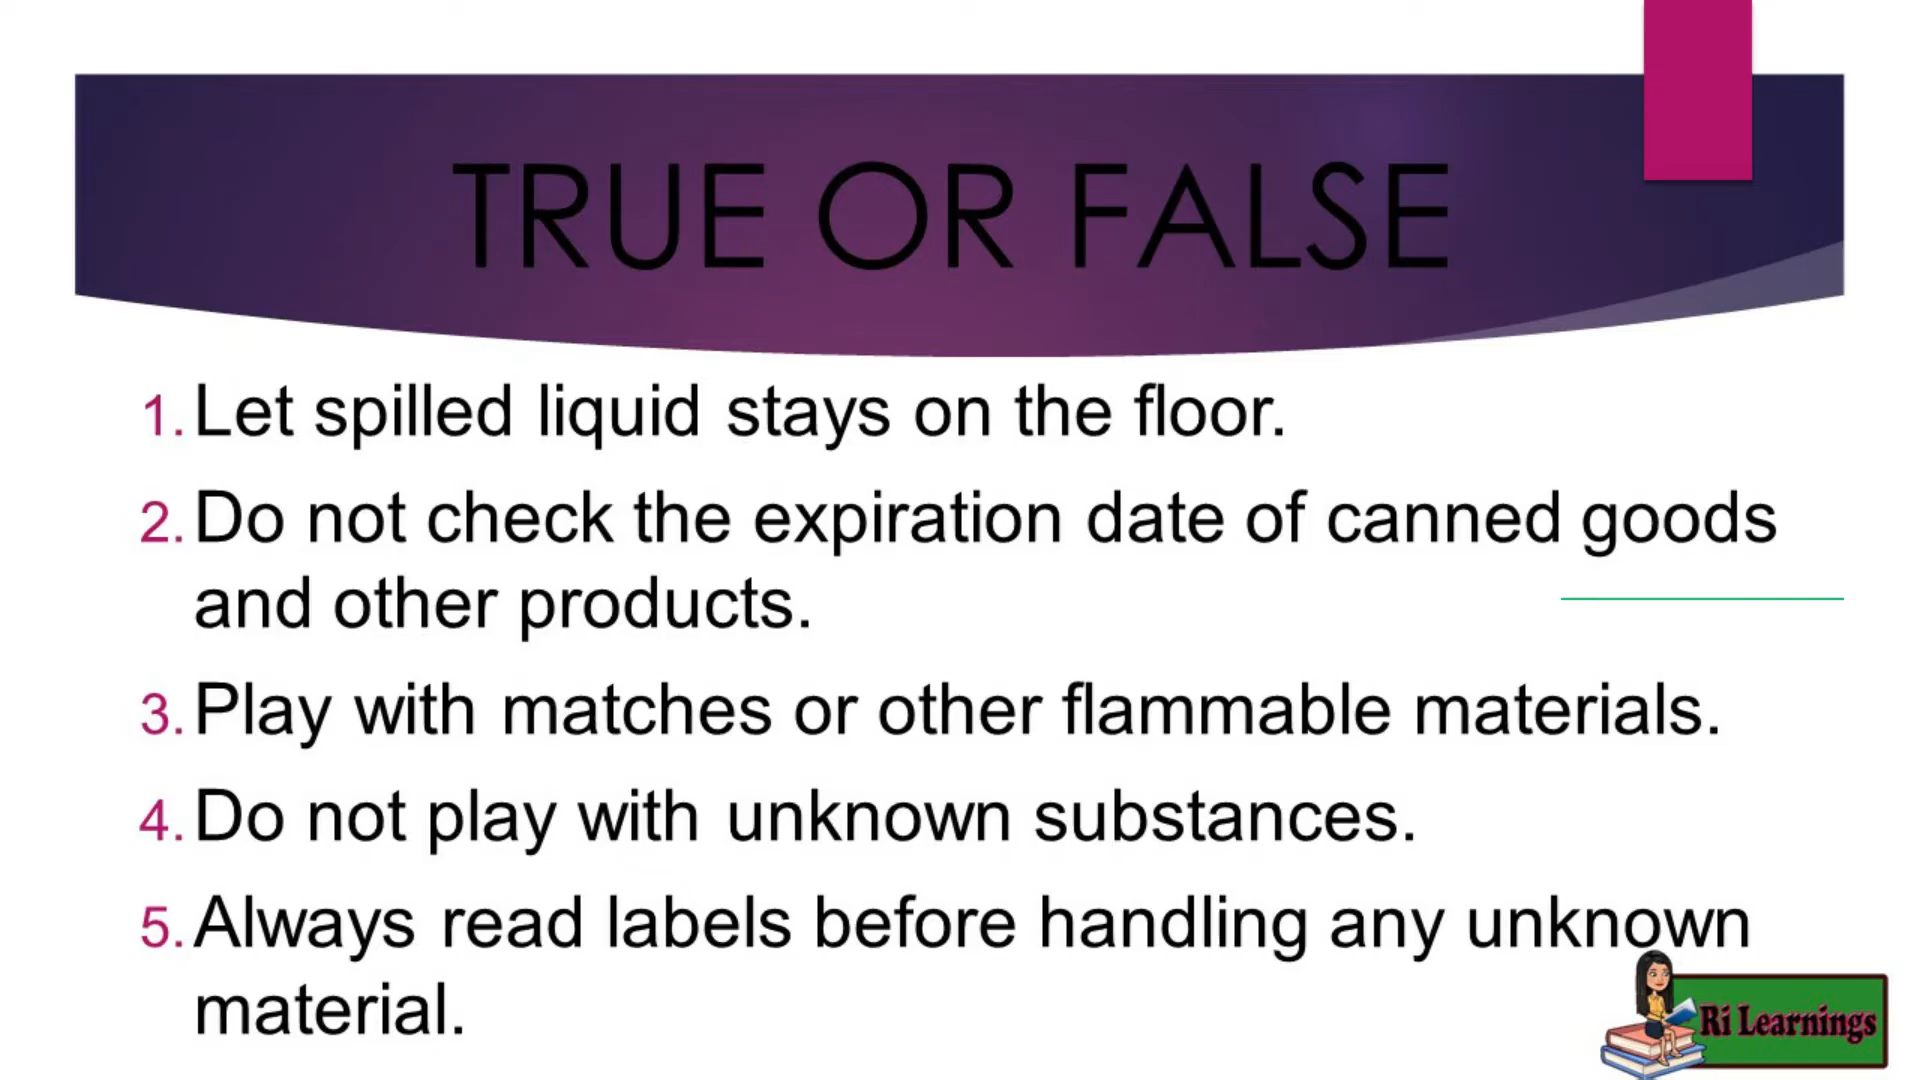 TRUE OR FALSE
1. Let spilled liquid stays on the floor.
2. Do not check the expiration date of canned goods
and other products.
3. Play with matches or other flammable materials.
4. Do not play with unknown substances.
5. Always read labels before handling any unknown
material.
Ri Learnings